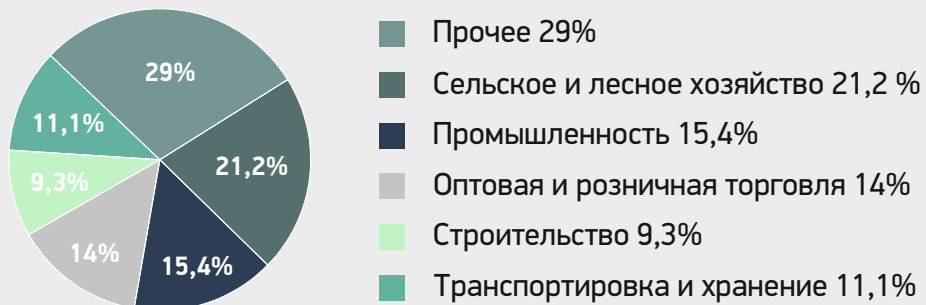 29%
11,1%
21,2%
9,3%
14%
15,4%
Прочее 29%
Сельское и лесное хозяйство 21,2 %
Промышленность 15,4%
Оптовая и розничная торговля 14%
Строительство 9,3%
Транспортировка и хранение 11,1%